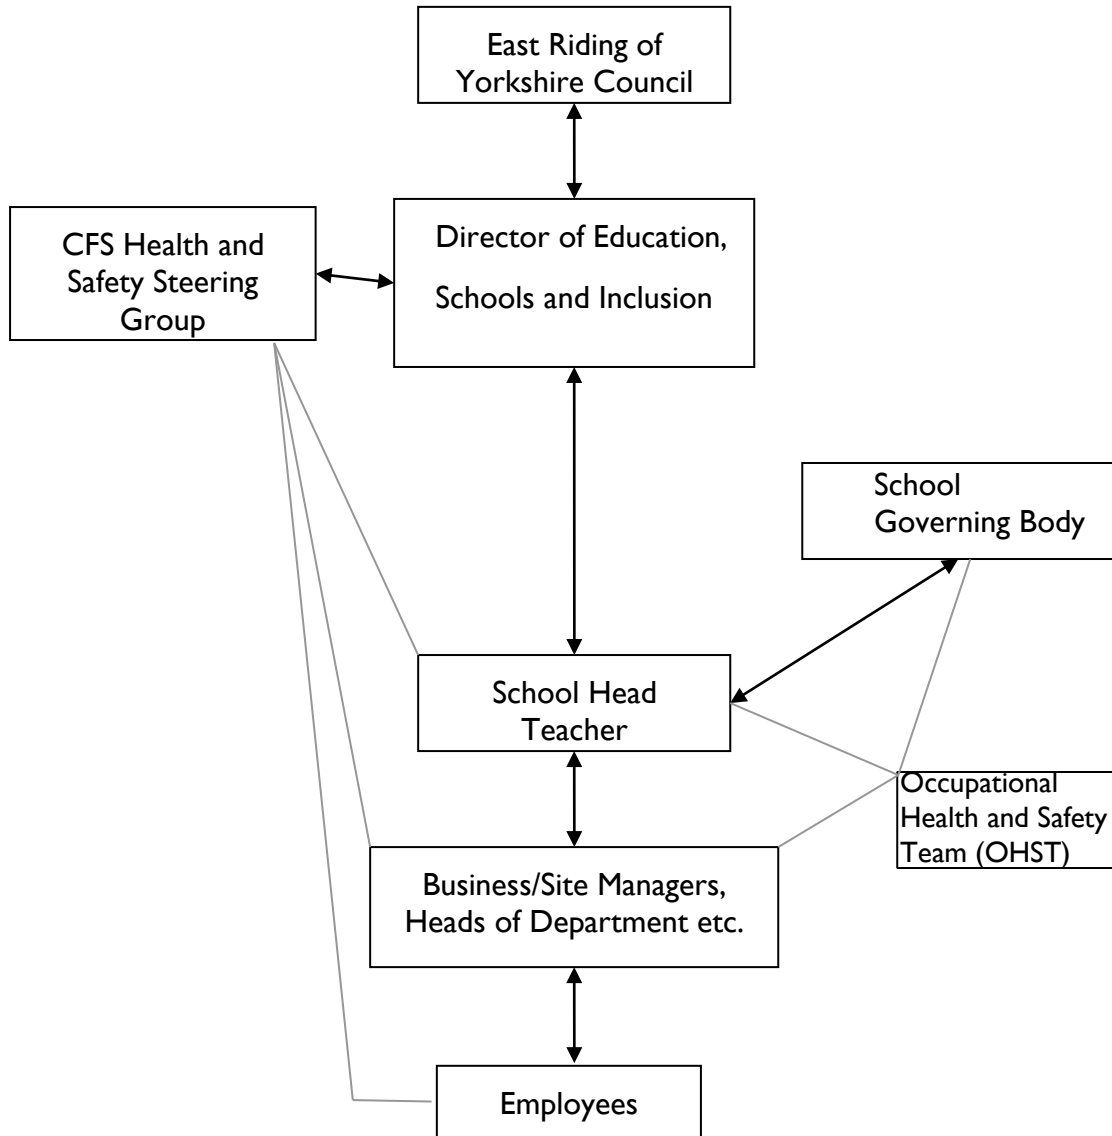 East Riding of
Yorkshire Council
CFS Health and
Safety Steering
Group
Director of Education,
Schools and Inclusion
School
Governing Body
School Head
Teacher
Occupational
Health and Safety
Team (OHST)
Business/Site Managers,
Heads of Department etc.
Employees